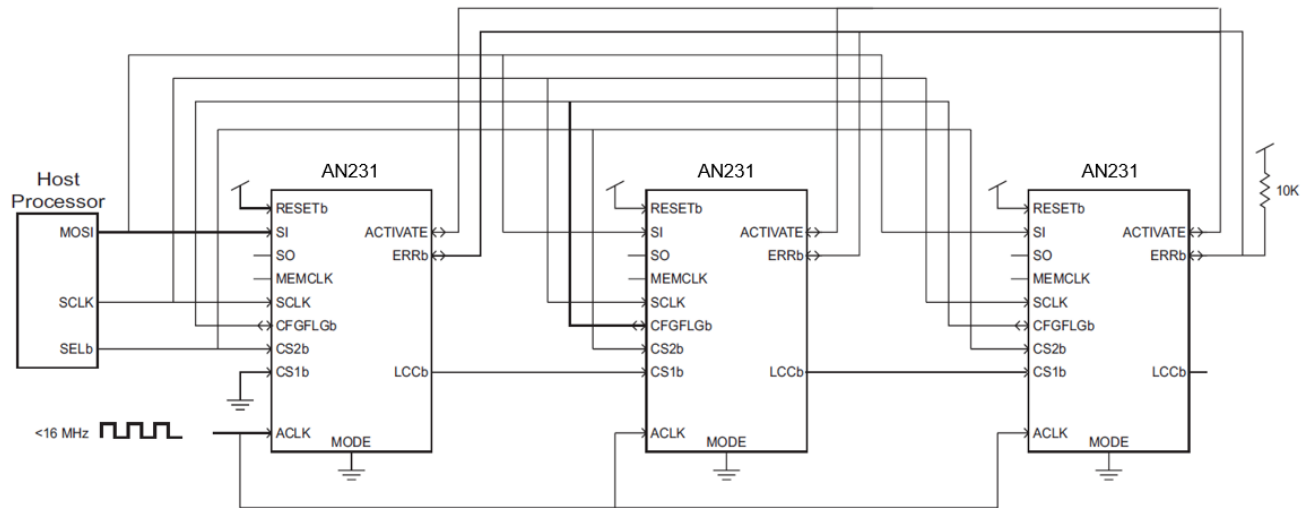 Host
Processor
MOSI
SCLK
SELb
<16 MHz
AN231
RESETb
SI
SO
MEMCLK
SCLK
CFGFLGb
CS2b
CS1b
ACLK
ACTIVATE
ERRb
LCCb
MODE
AN231
RESETb
SI
SO
MEMCLK
SCLK
CFGFLGb
CS2b
CS1b
ACLK
ACTIVATE
ERRb
LCCb
MODE
AN231
RESETb
SI
SO
MEMCLK
SCLK
CFGFLGb
CS2b
CS1b
ACLK
ACTIVATE
ERRb
LCCb
MODE
10K